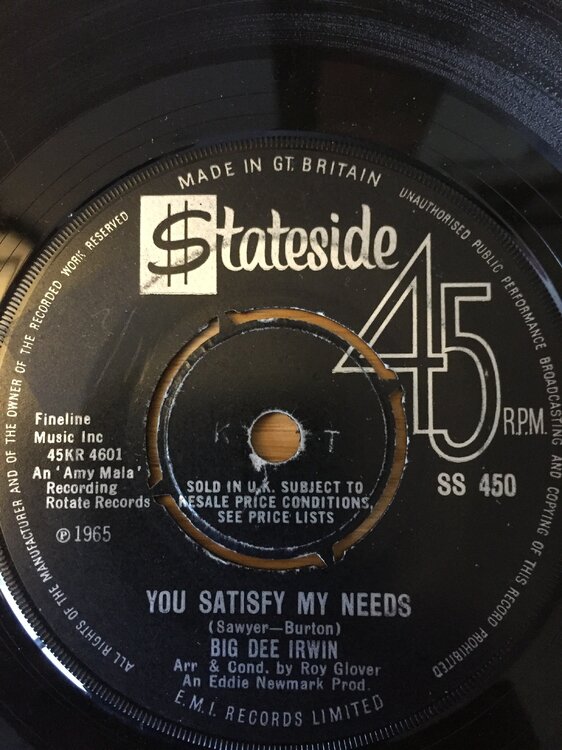 MADE IN GT. BRITAIN
UNAUTHORISED PUBLIC PERFORMANCE BROADCASTING AND COPYING OF THIS RECORD PROHIBITED
ALL RIGHTS OF THE MANUFACTURER AND OF THE OWNER OF THE RECORDED WORK RESERVED
$tateside
45 R.P.M.
Fineline
Music Inc
45KR 4601
An 'Amy Mala'
Recording
Rotate Records
℗ 1965
SS 450
K T
SOLD IN U.K. SUBJECT TO
RESALE PRICE CONDITIONS,
SEE PRICE LISTS
YOU SATISFY MY NEEDS
(Sawyer—Burton)
BIG DEE IRWIN
Arr & Cond. by Roy Glover
An Eddie Newmark Prod.
E.M.I. RECORDS LIMITED